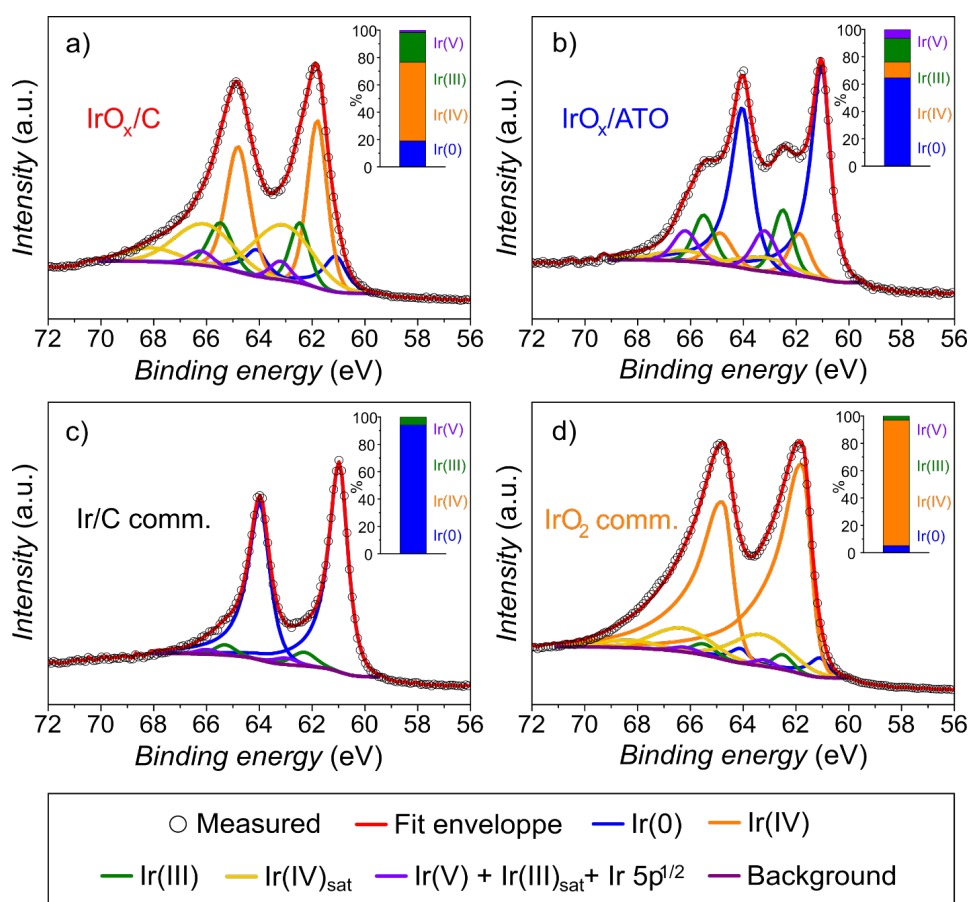 a)
IrOₓ/C
100
80
60
40
20
0
%
Ir(V)
Ir(III)
Ir(IV)
Ir(0)
Intensity (a.u.)
72 70 68 66 64 62 60 58 56
Binding energy (eV)
b)
IrOₓ/ATO
100
80
60
40
20
0
%
Ir(V)
Ir(III)
Ir(IV)
Ir(0)
Intensity (a.u.)
72 70 68 66 64 62 60 58 56
Binding energy (eV)
c)
Ir/C comm.
100
80
60
40
20
0
%
Ir(V)
Ir(III)
Ir(IV)
Ir(0)
Intensity (a.u.)
72 70 68 66 64 62 60 58 56
Binding energy (eV)
d)
IrO₂ comm.
100
80
60
40
20
0
%
Ir(V)
Ir(III)
Ir(IV)
Ir(0)
Intensity (a.u.)
72 70 68 66 64 62 60 58 56
Binding energy (eV)
Measured Fit enveloppe Ir(0) Ir(IV)
Ir(III) Ir(IV)sat Ir(V) + Ir(III)sat+ Ir 5p1/2 Background